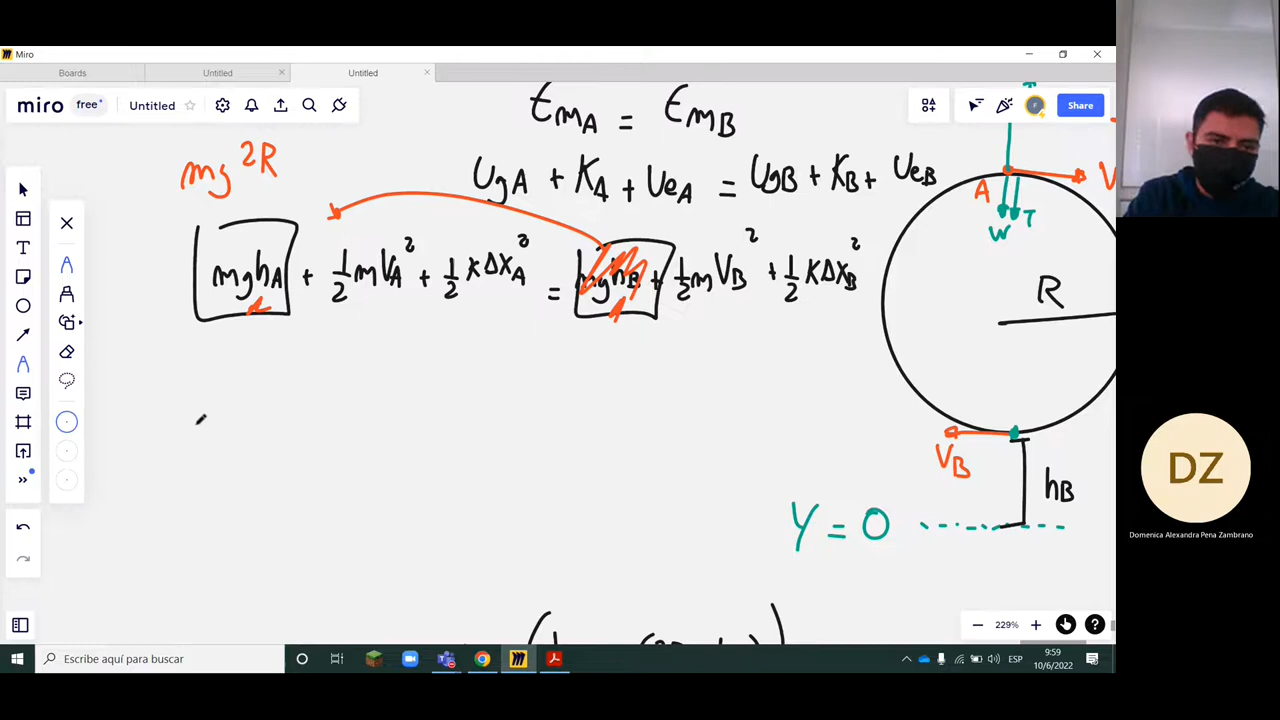 Miro
Boards
Untitled
Untitled
miro
free
Untitled
Share
EmA = EmB
mg 2R
UgA + KA + UeA = UgB + KB + UeB
mghA + 1/2 mVA² + 1/2 KΔXA² = mghB + 1/2 mVB² + 1/2 KΔXB²
A
W T
R
VB
hB
Y = 0
DZ
Domenica Alexandra Pena Zambrano
229%
Escribe aquí para buscar
ESP
9:59
10/6/2022